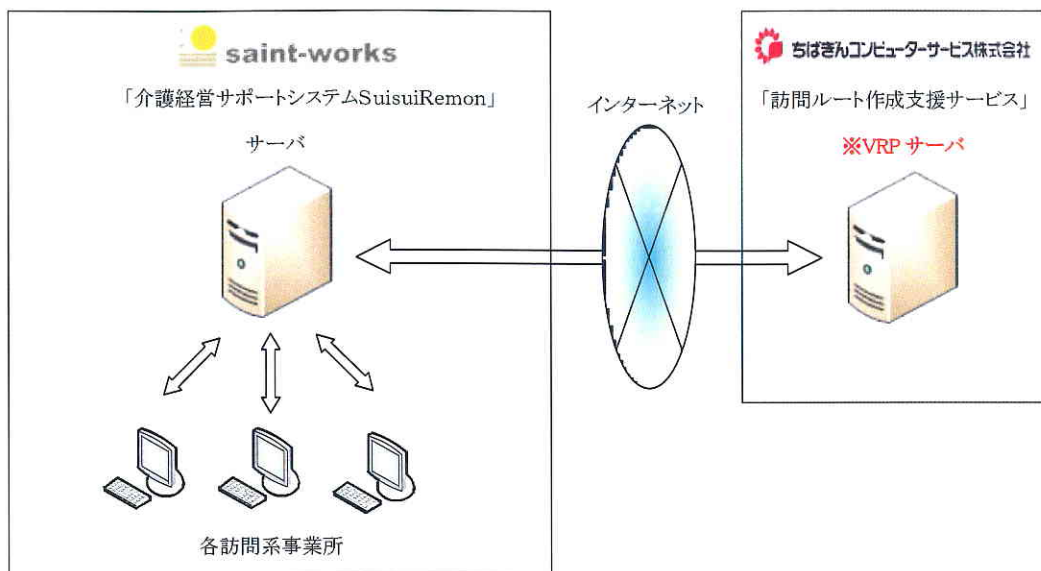 saint-works
「介護経営サポートシステムSuisuiRemon」
サーバ
各訪問系事業所
インターネット
ちばぎんコンピューターサービス株式会社
「訪問ルート作成支援サービス」
※VRP サーバ